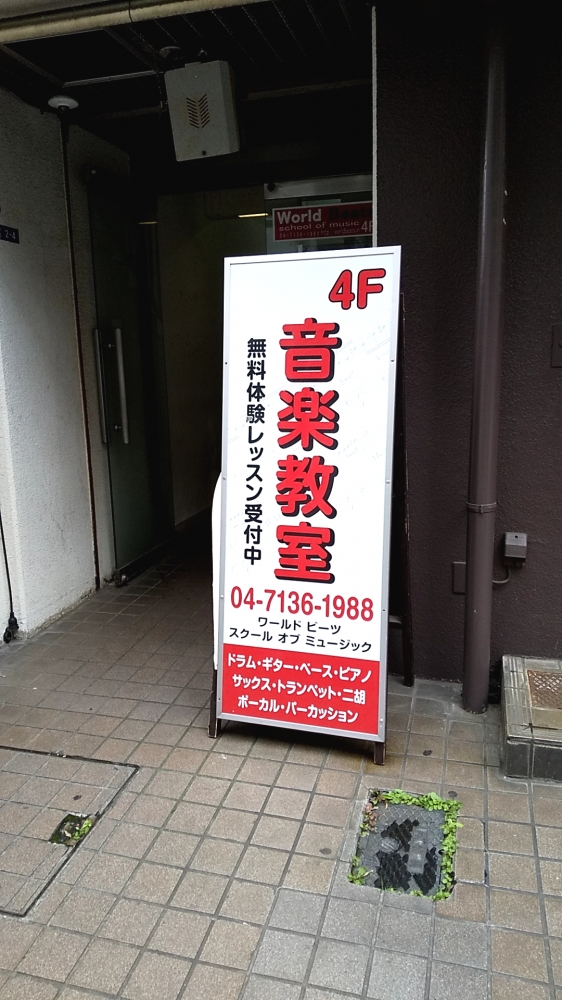 World
school of music
4F
2-4
4F
音楽教室
無料体験レッスン受付中
04-7136-1988
ワールド ビーツ
スクール オブ ミュージック
ドラム・ギター・ベース・ピアノ
サックス・トランペット・二胡
ボーカル・パーカッション